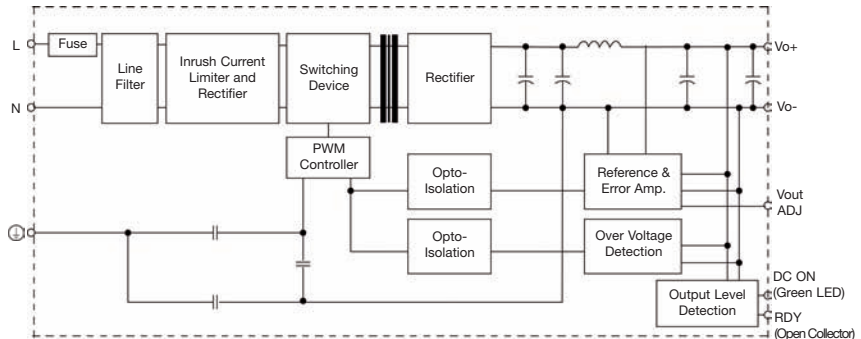 L
Fuse
Line
Filter
Inrush Current
Limiter and
Rectifier
Switching
Device
Rectifier
Vo+
N
Vo-
PWM
Controller
Opto-
Isolation
Reference &
Error Amp.
Vout
ADJ
Opto-
Isolation
Over Voltage
Detection
Output Level
Detection
DC ON
(Green LED)
RDY
(Open Collector)